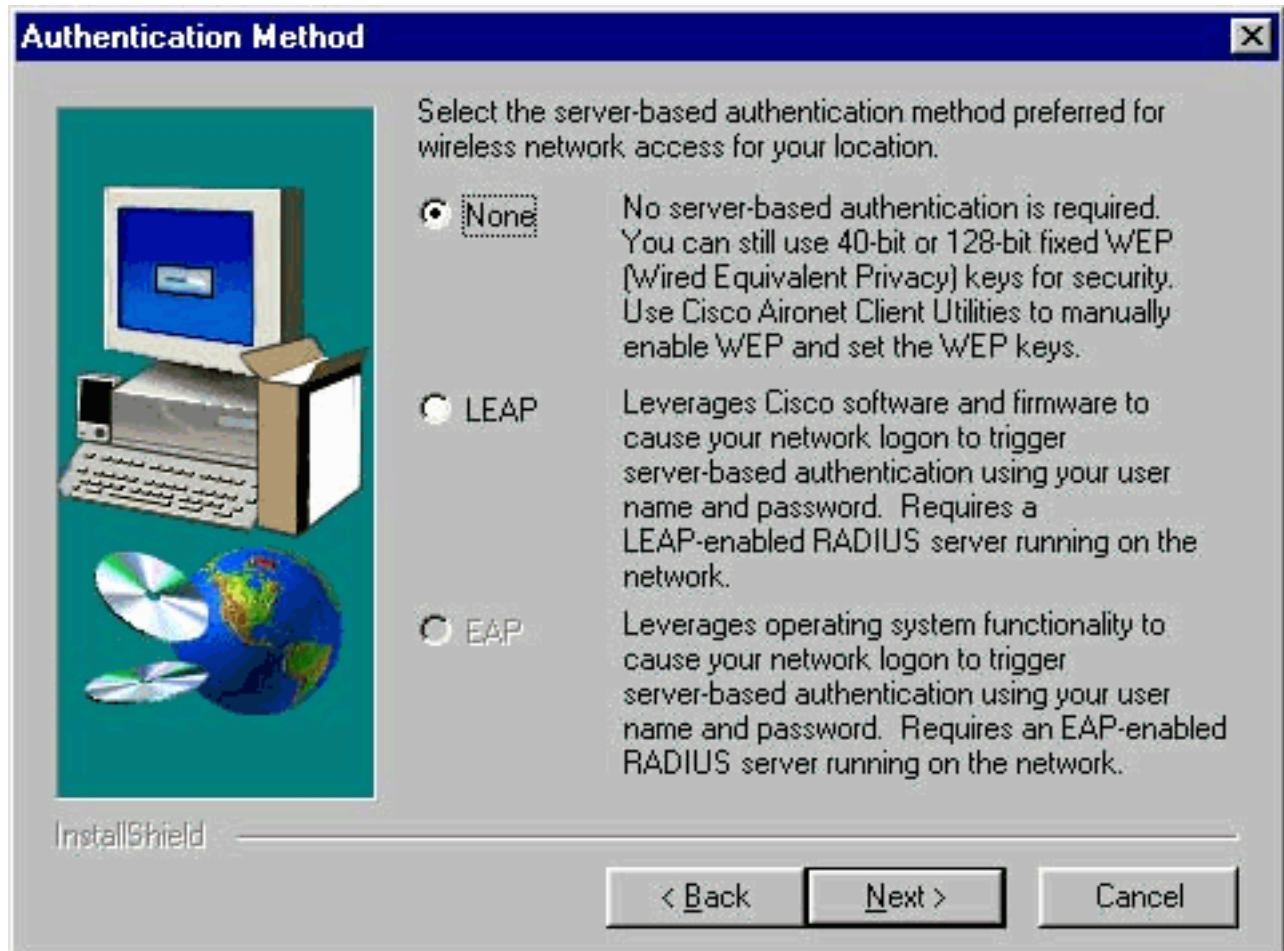 Authentication Method
Select the server-based authentication method preferred for
wireless network access for your location.
None
No server-based authentication is required.
You can still use 40-bit or 128-bit fixed WEP
(Wired Equivalent Privacy) keys for security.
Use Cisco Aironet Client Utilities to manually
enable WEP and set the WEP keys.
LEAP
Leverages Cisco software and firmware to
cause your network logon to trigger
server-based authentication using your user
name and password.  Requires a
LEAP-enabled RADIUS server running on the
network.
EAP
Leverages operating system functionality to
cause your network logon to trigger
server-based authentication using your user
name and password.  Requires an EAP-enabled
RADIUS server running on the network.
InstallShield
< Back
Next >
Cancel